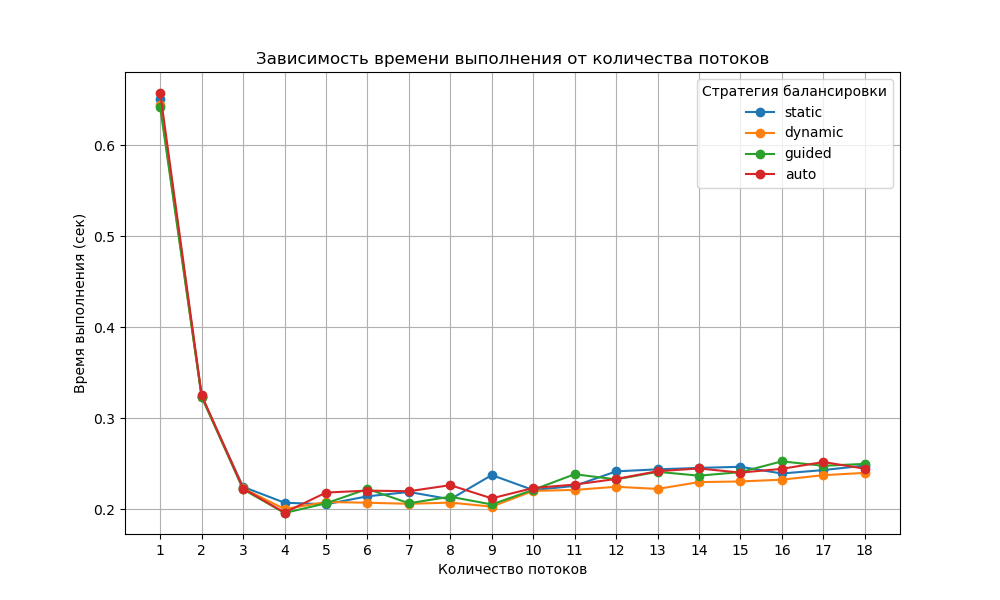 Зависимость времени выполнения от количества потоков
Стратегия балансировки
static
dynamic
guided
auto
Время выполнения (сек)
0.6
0.5
0.4
0.3
0.2
1 2 3 4 5 6 7 8 9 10 11 12 13 14 15 16 17 18
Количество потоков